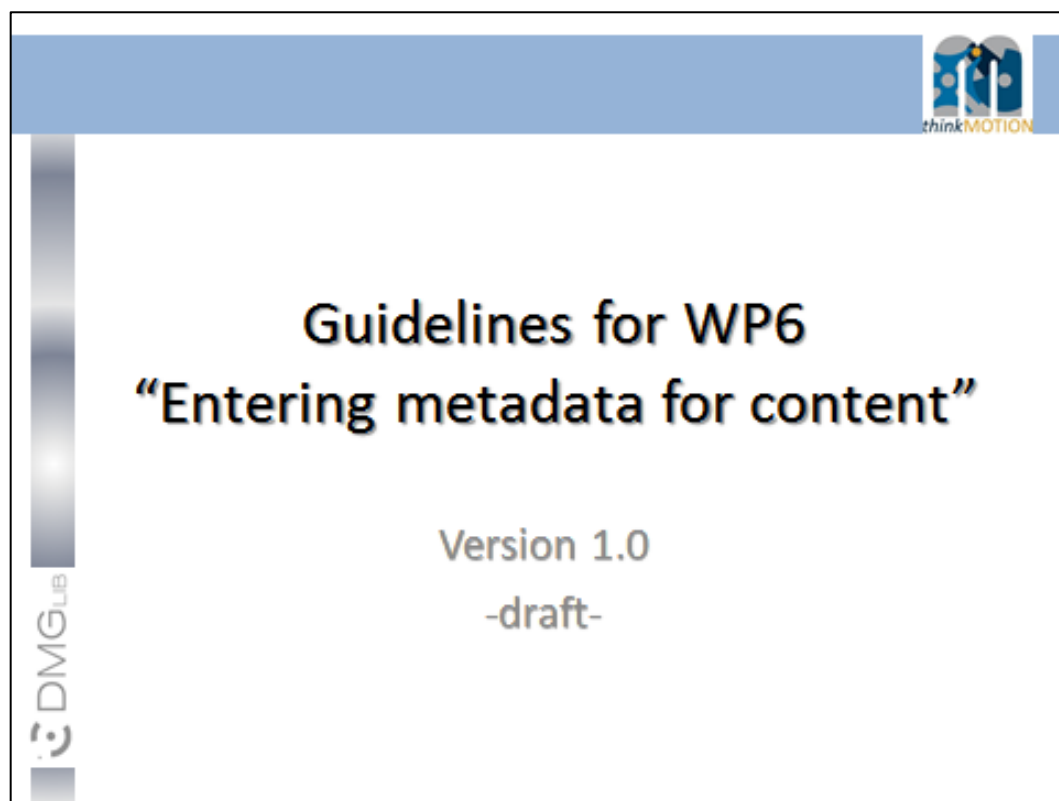 thinkMOTION
Guidelines for WP6
“Entering metadata for content”
Version 1.0
-draft-
DMGLIB